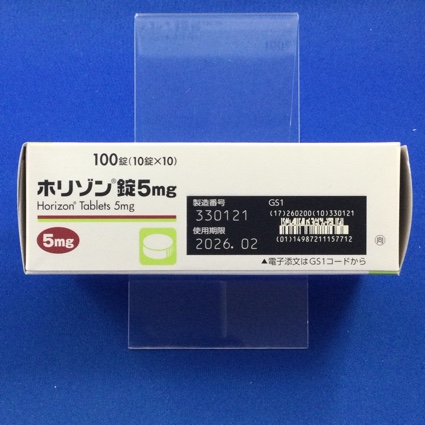 100錠(10錠×10)
ホリゾン®錠5mg
Horizon® Tablets 5mg
5mg
製造番号
330121
使用期限
2026.02
GS1
(17)260200(10)330121
(01)14987211157712
▲電子添文はGS1コードから